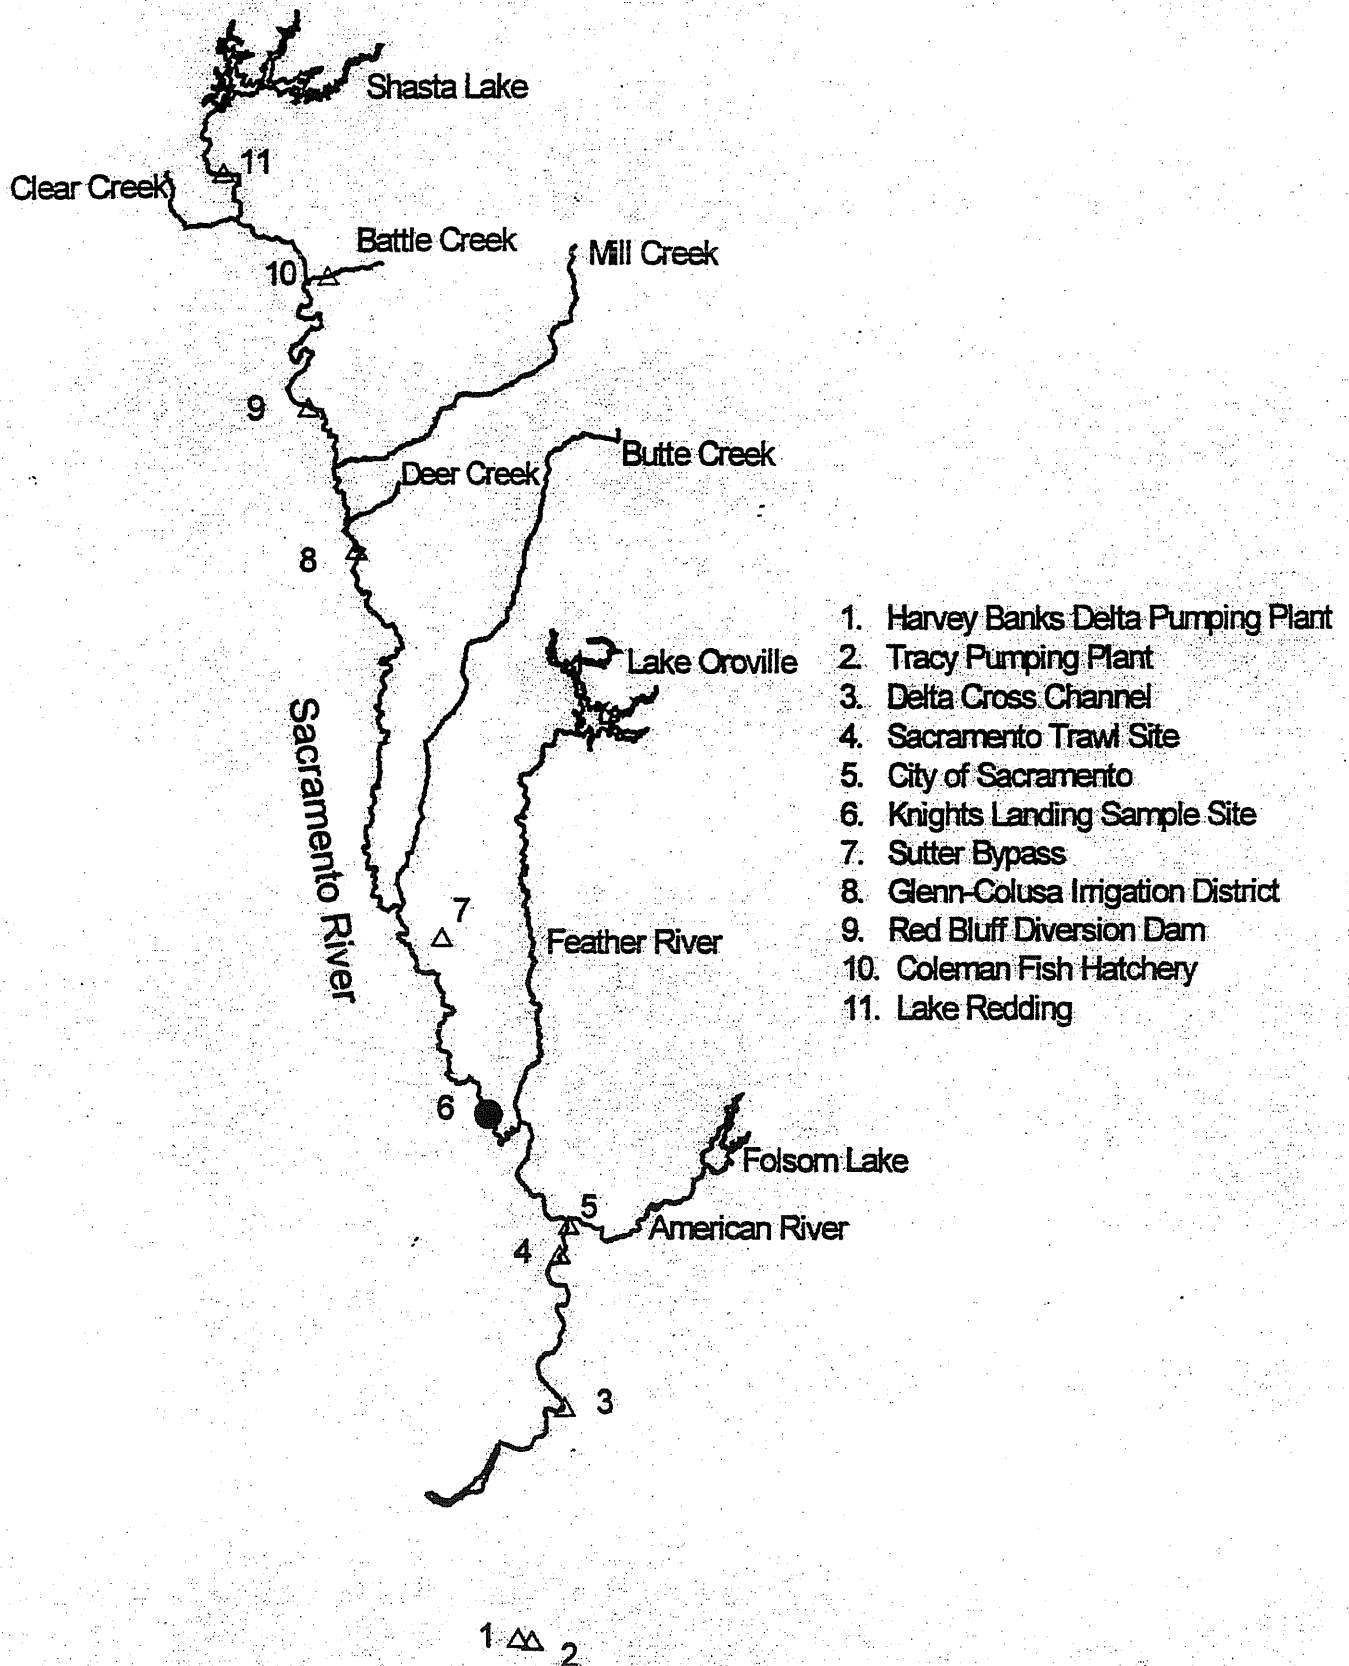 Shasta Lake
11
Clear Creek
Battle Creek
Mill Creek
10
9
Butte Creek
Deer Creek
8
Lake Oroville
Sacramento River
7
Feather River
6
Folsom Lake
5
American River
4
3
1
2
1. Harvey Banks Delta Pumping Plant
2. Tracy Pumping Plant
3. Delta Cross Channel
4. Sacramento Trawl Site
5. City of Sacramento
6. Knights Landing Sample Site
7. Sutter Bypass
8. Glenn-Colusa Irrigation District
9. Red Bluff Diversion Dam
10. Coleman Fish Hatchery
11. Lake Redding